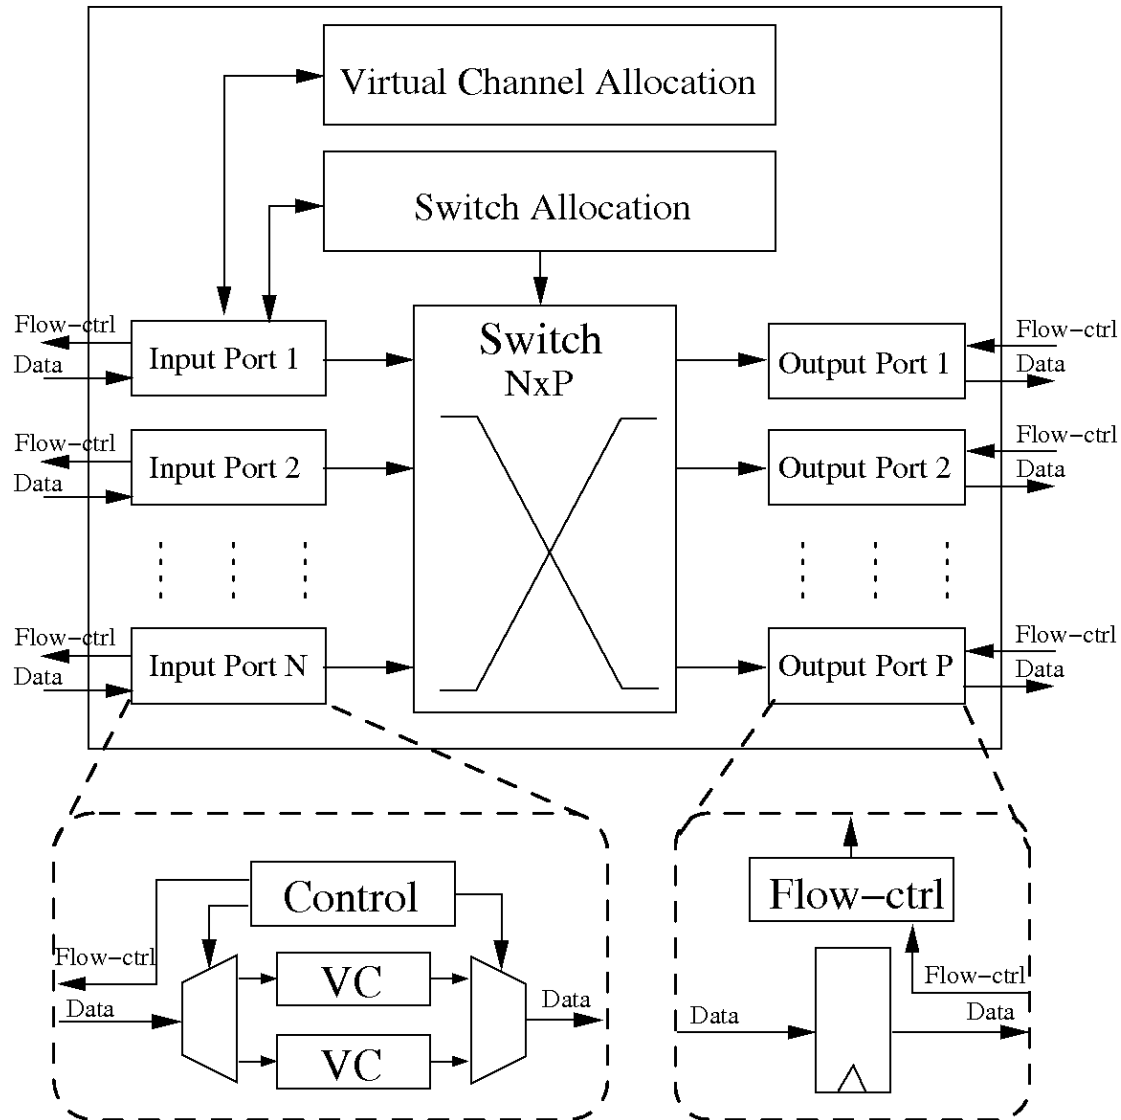 Virtual Channel Allocation
Switch Allocation
Flow−ctrl
Data
Input Port 1
Switch
NxP
Output Port 1
Flow−ctrl
Data
Flow−ctrl
Data
Input Port 2
Output Port 2
Flow−ctrl
Data
Flow−ctrl
Data
Input Port N
Output Port P
Flow−ctrl
Data
Control
Flow−ctrl
Data
VC
VC
Data
Flow−ctrl
Flow−ctrl
Data
Data